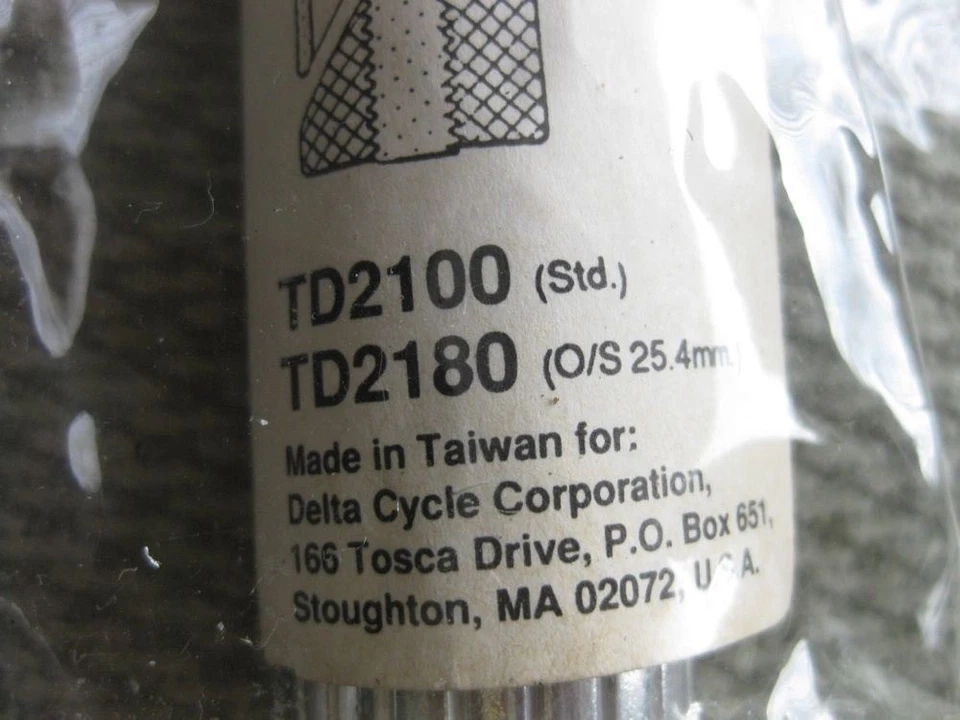 TD2100 (Std.)
TD2180 (O/S 25.4mm.)
Made in Taiwan for:
Delta Cycle Corporation,
166 Tosca Drive, P.O. Box 651,
Stoughton, MA 02072, U.S.A.